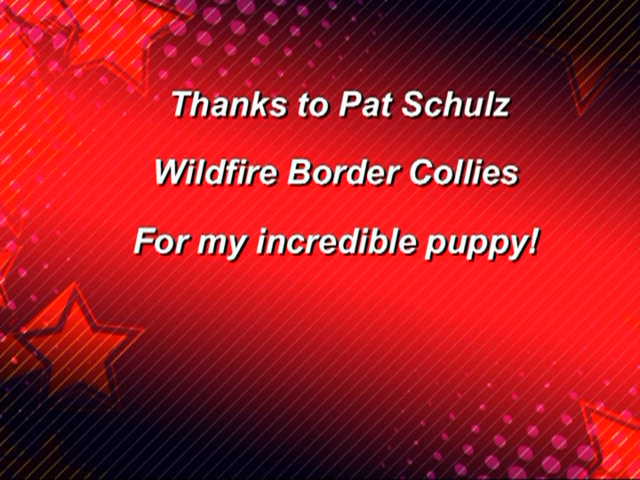 Thanks to Pat Schulz
Wildfire Border Collies
For my incredible puppy!